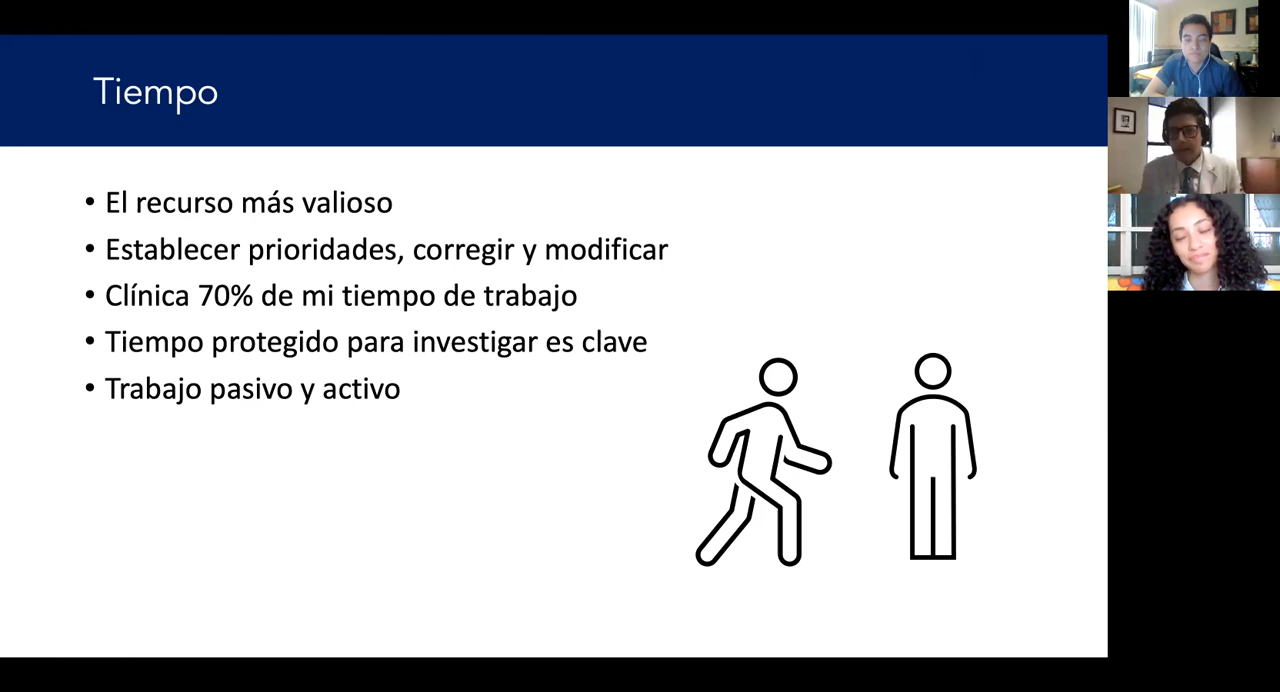 Tiempo
• El recurso más valioso
• Establecer prioridades, corregir y modificar
• Clínica 70% de mi tiempo de trabajo
• Tiempo protegido para investigar es clave
• Trabajo pasivo y activo